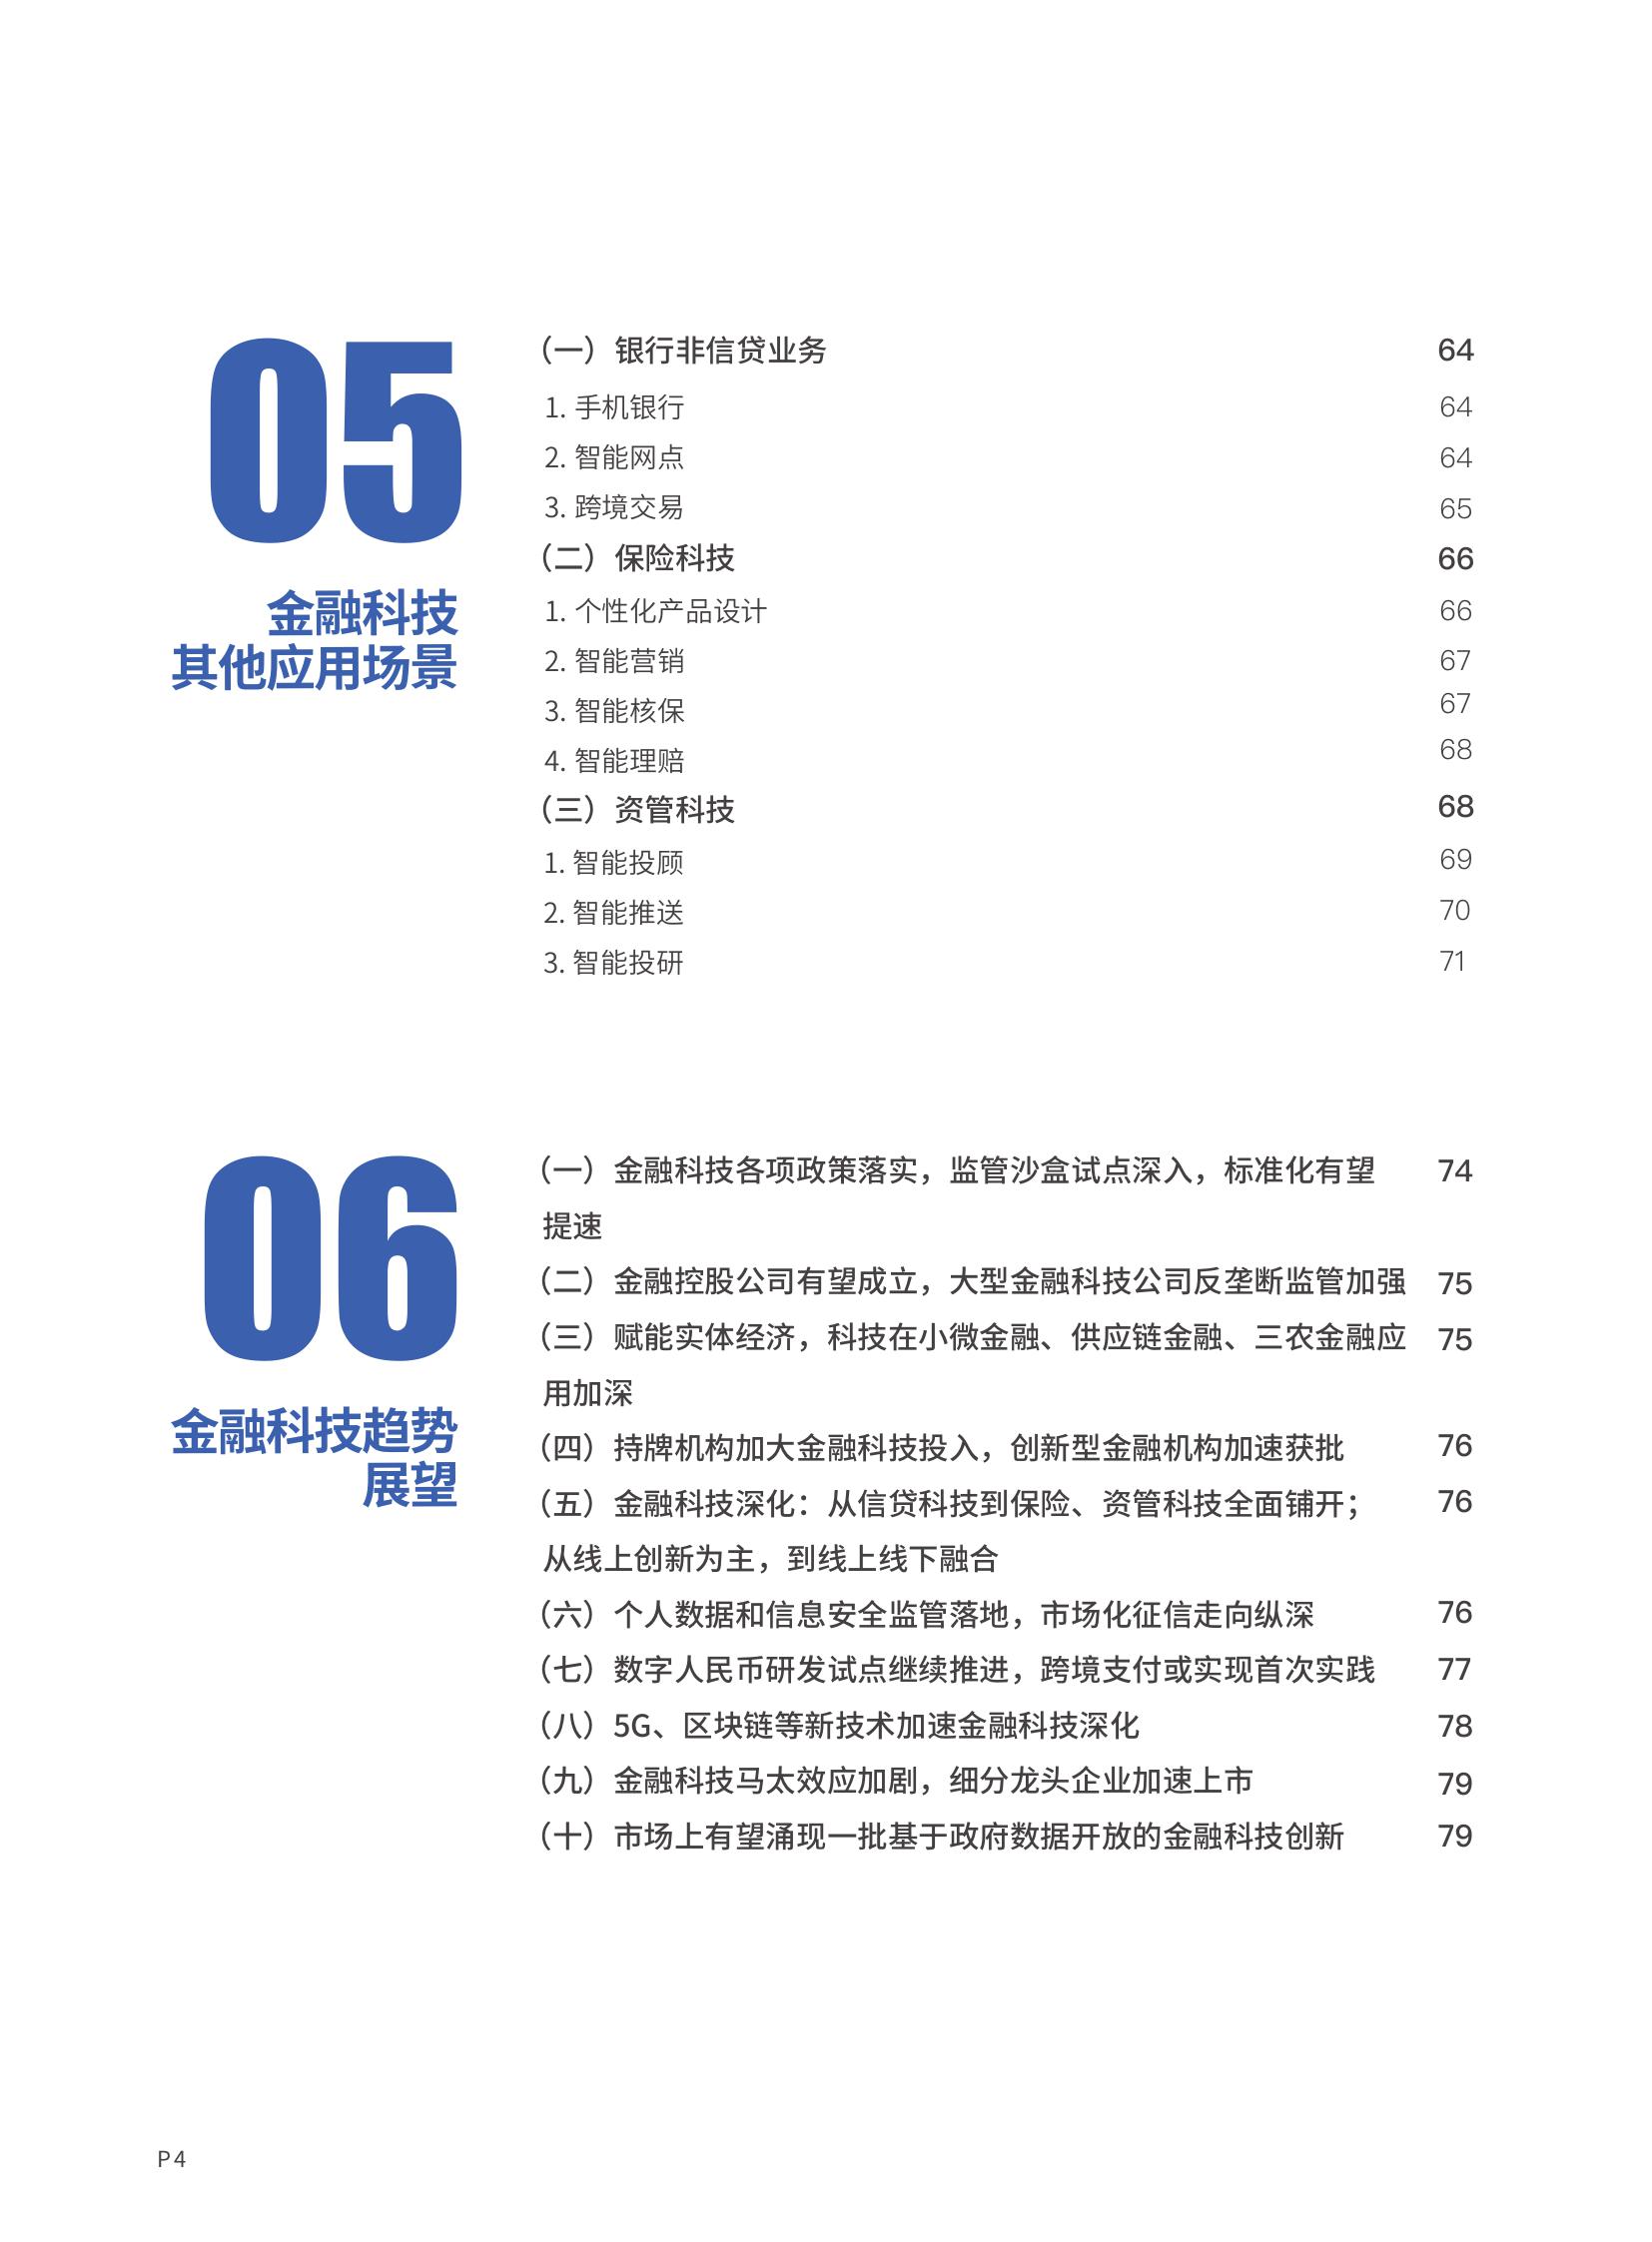 05
金融科技
其他应用场景
（一）银行非信贷业务 64
1. 手机银行 64
2. 智能网点 64
3. 跨境交易 65
（二）保险科技 66
1. 个性化产品设计 66
2. 智能营销 67
3. 智能核保 67
4. 智能理赔 68
（三）资管科技 68
1. 智能投顾 69
2. 智能推送 70
3. 智能投研 71
06
金融科技趋势
展望
（一）金融科技各项政策落实，监管沙盒试点深入，标准化有望 74
提速
（二）金融控股公司有望成立，大型金融科技公司反垄断监管加强 75
（三）赋能实体经济，科技在小微金融、供应链金融、三农金融应 75
用加深
（四）持牌机构加大金融科技投入，创新型金融机构加速获批 76
（五）金融科技深化：从信贷科技到保险、资管科技全面铺开； 76
从线上创新为主，到线上线下融合
（六）个人数据和信息安全监管落地，市场化征信走向纵深 76
（七）数字人民币研发试点继续推进，跨境支付或实现首次实践 77
（八）5G、区块链等新技术加速金融科技深化 78
（九）金融科技马太效应加剧，细分龙头企业加速上市 79
（十）市场上有望涌现一批基于政府数据开放的金融科技创新 79
P4